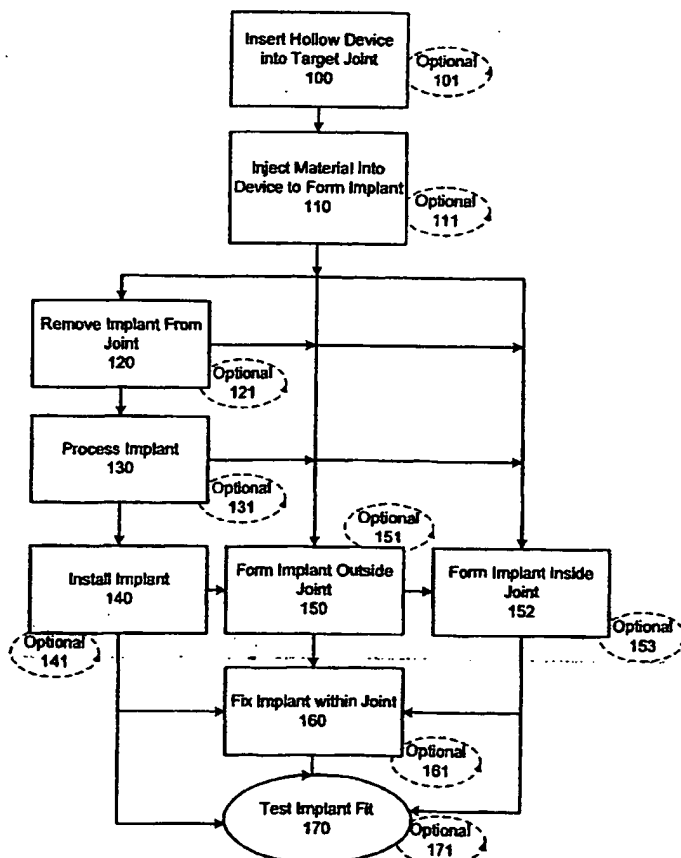 Insert Hollow Device
into Target Joint
100
Optional
101
Inject Material Into
Device to Form Implant
110
Optional
111
Remove Implant From
Joint
120
Optional
121
Process Implant
130
Optional
131
Optional
151
Install Implant
140
Optional
141
Form Implant Outside
Joint
150
Form Implant Inside
Joint
152
Optional
153
Fix Implant within Joint
160
Optional
161
Test Implant Fit
170
Optional
171